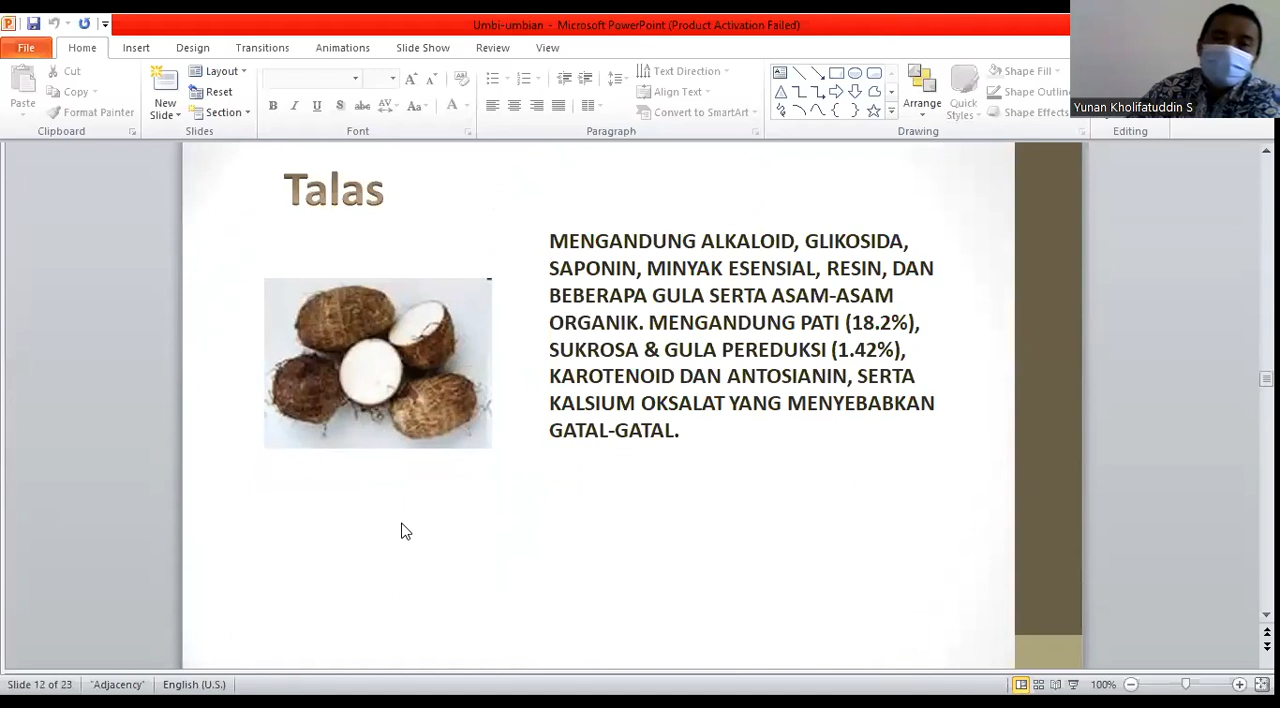 Umbi-umbian - Microsoft PowerPoint (Product Activation Failed)
File Home Insert Design Transitions Animations Slide Show Review View
Paste
Cut
Copy
Format Painter
Clipboard
New
Slide
Layout
Reset
Section
Slides
Font
Text Direction
Align Text
Convert to SmartArt
Paragraph
Arrange
Quick
Styles
Shape Fill
Shape Outlin
Shape Effects
Drawing
Editing
Yunan Kholifatuddin S
Talas
MENGANDUNG ALKALOID, GLIKOSIDA,
SAPONIN, MINYAK ESENSIAL, RESIN, DAN
BEBERAPA GULA SERTA ASAM-ASAM
ORGANIK. MENGANDUNG PATI (18.2%),
SUKROSA & GULA PEREDUKSI (1.42%),
KAROTENOID DAN ANTOSIANIN, SERTA
KALSIUM OKSALAT YANG MENYEBABKAN
GATAL-GATAL.
Slide 12 of 23 "Adjacency" English (U.S.) 100%